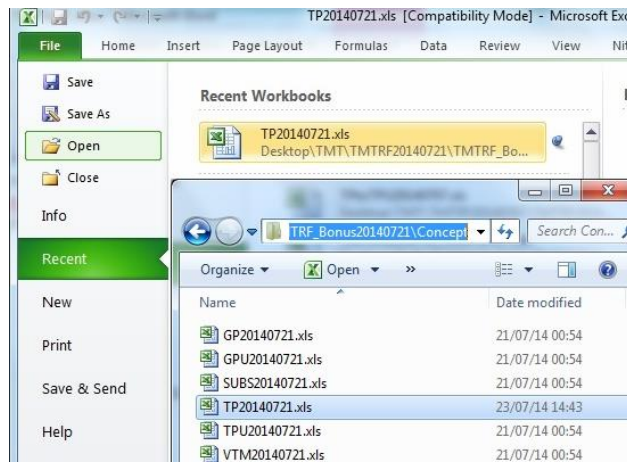 TP20140721.xls [Compatibility Mode] - Microsoft Exc
File Home Insert Page Layout Formulas Data Review View Nit
Save
Save As
Open
Close
Info
Recent
New
Print
Save & Send
Help
Recent Workbooks
TP20140721.xls
Desktop\TMT\TMTRF20140721\TMTRF_Bo...
TRF_Bonus20140721\Concept
Search Con...
Organize Open »
Name Date modified
GP20140721.xls 21/07/14 00:54
GPU20140721.xls 21/07/14 00:54
SUBS20140721.xls 21/07/14 00:54
TP20140721.xls 23/07/14 14:43
TPU20140721.xls 21/07/14 00:54
VTM20140721.xls 21/07/14 00:54